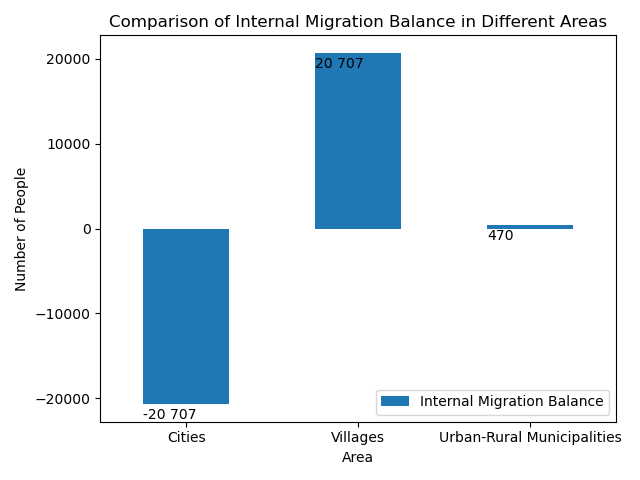 Comparison of Internal Migration Balance in Different Areas
20000
10000
0
−10000
−20000
Number of People
20 707
470
-20 707
Internal Migration Balance
Cities
Villages
Urban-Rural Municipalities
Area